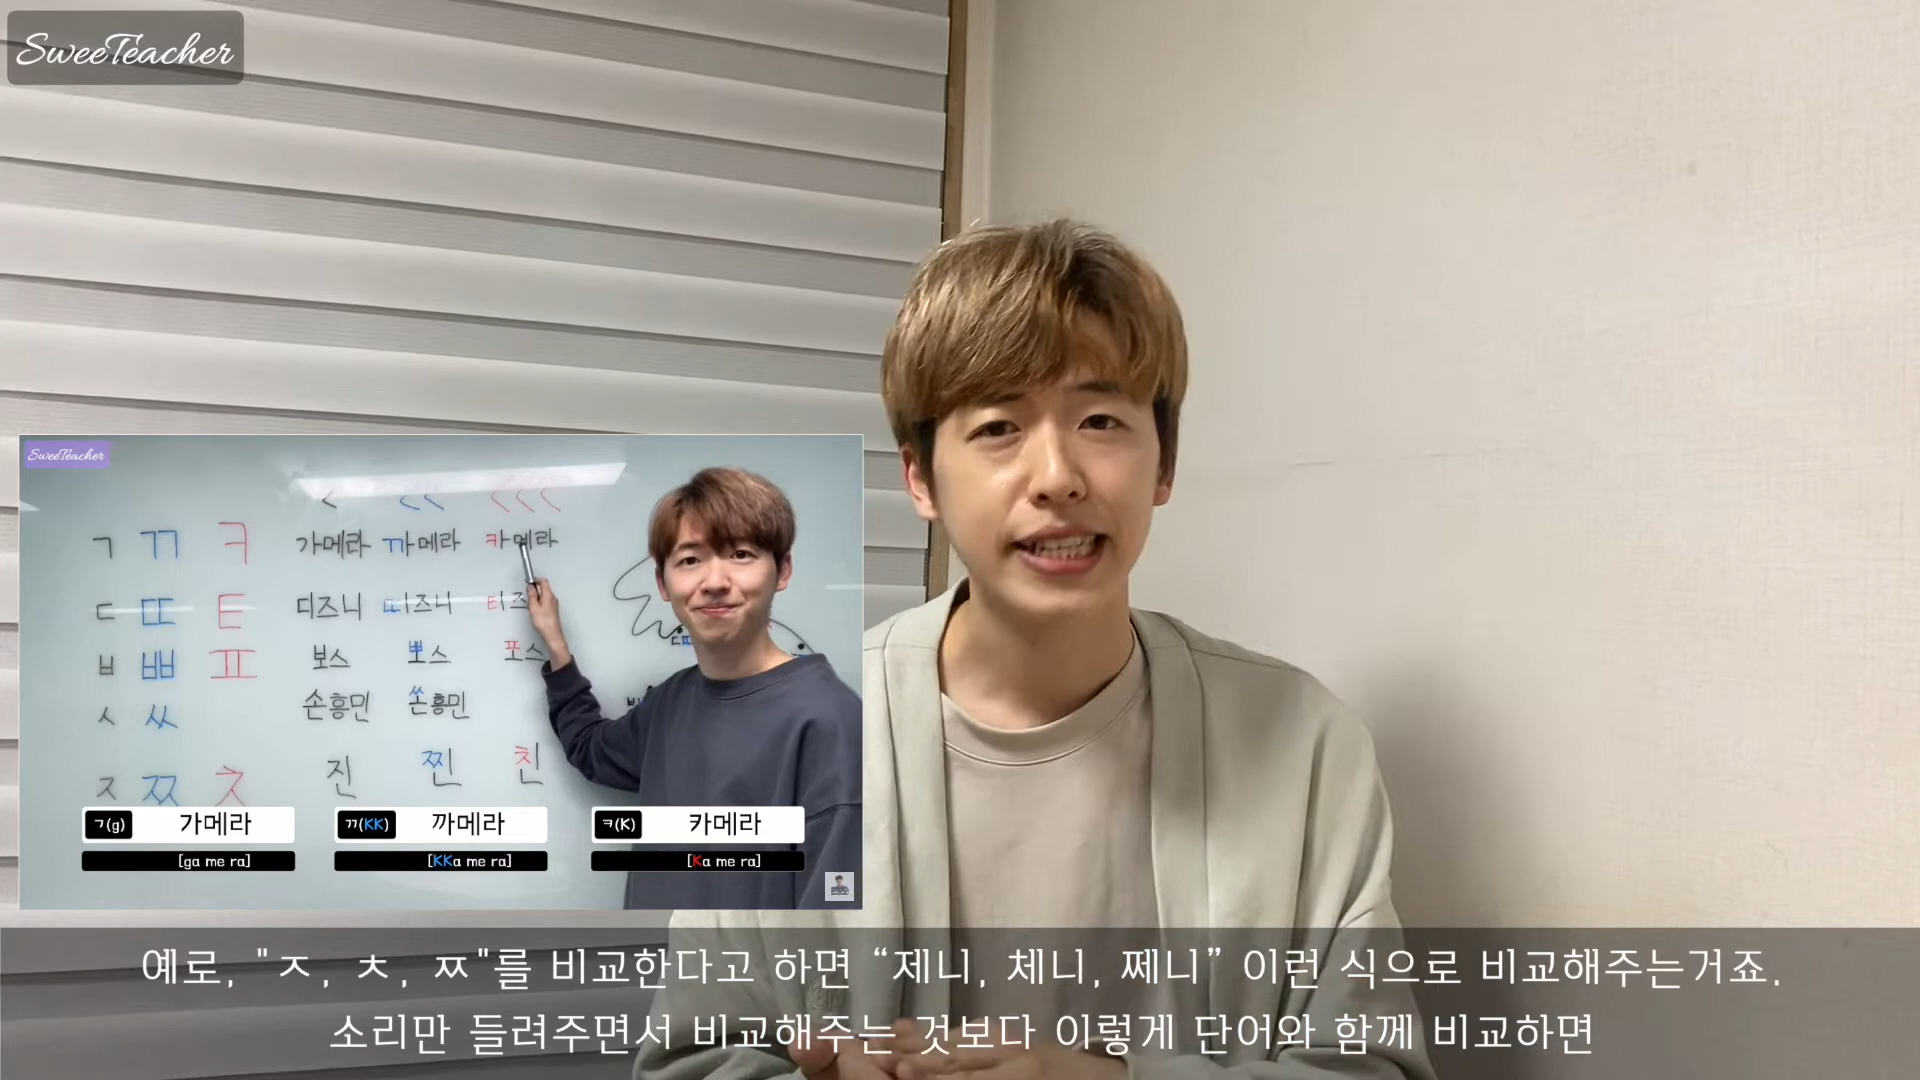 SweeTeacher
SweeTeacher
< << <<<
ㄱ ㄲ ㅋ 가메라 까메라 카메라
ㄷ ㄸ ㅌ 디즈니 띠즈니 티즈
ㅂ ㅃ ㅍ 보스 뽀스 포스
ㅅ ㅆ 손흥민 쏜흥민
ㅈ ㅉ ㅊ 진 찐 친
ㄱ(g) 가메라 ㄲ(KK) 까메라 ㅋ(K) 카메라
[ga me ra] [KKa me ra] [Ka me ra]
예로, "ㅈ, ㅊ, ㅉ"를 비교한다고 하면 “제니, 체니, 쩨니” 이런 식으로 비교해주는거죠.
소리만 들려주면서 비교해주는 것보다 이렇게 단어와 함께 비교하면